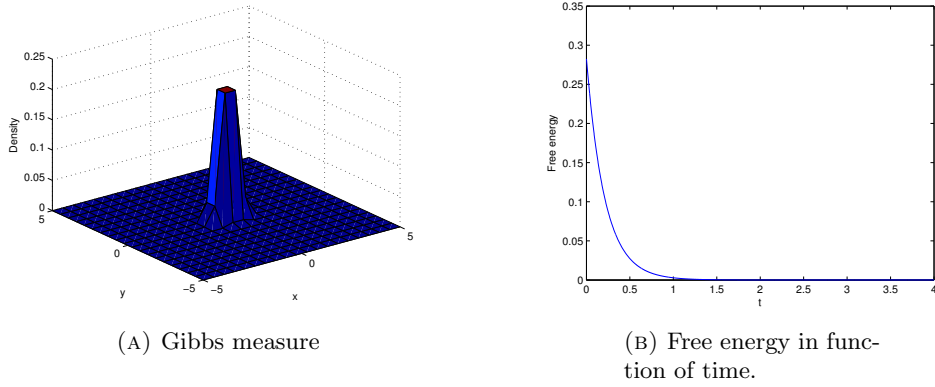 0.25
0.2
0.15
0.1
0.05
0
Density
5
0
−5
y
−5
0
5
x
(A) Gibbs measure
0.35
0.3
0.25
0.2
0.15
0.1
0.05
0
Free energy
0 0.5 1 1.5 2 2.5 3 3.5 4
t
(B) Free energy in func-
tion of time.